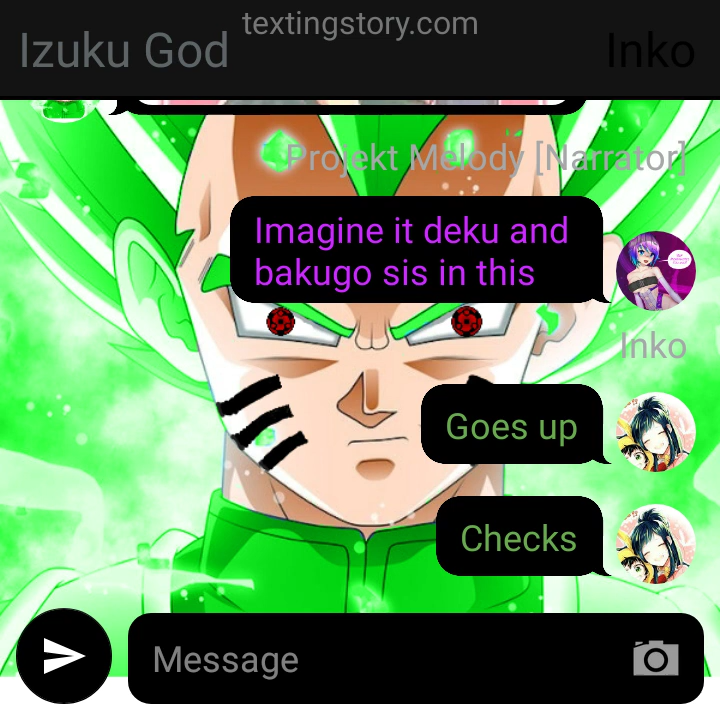 textingstory.com
Izuku God
Inko
Projekt Melody [Narrator]
Imagine it deku and
bakugo sis in this
Inko
Goes up
Checks
Message